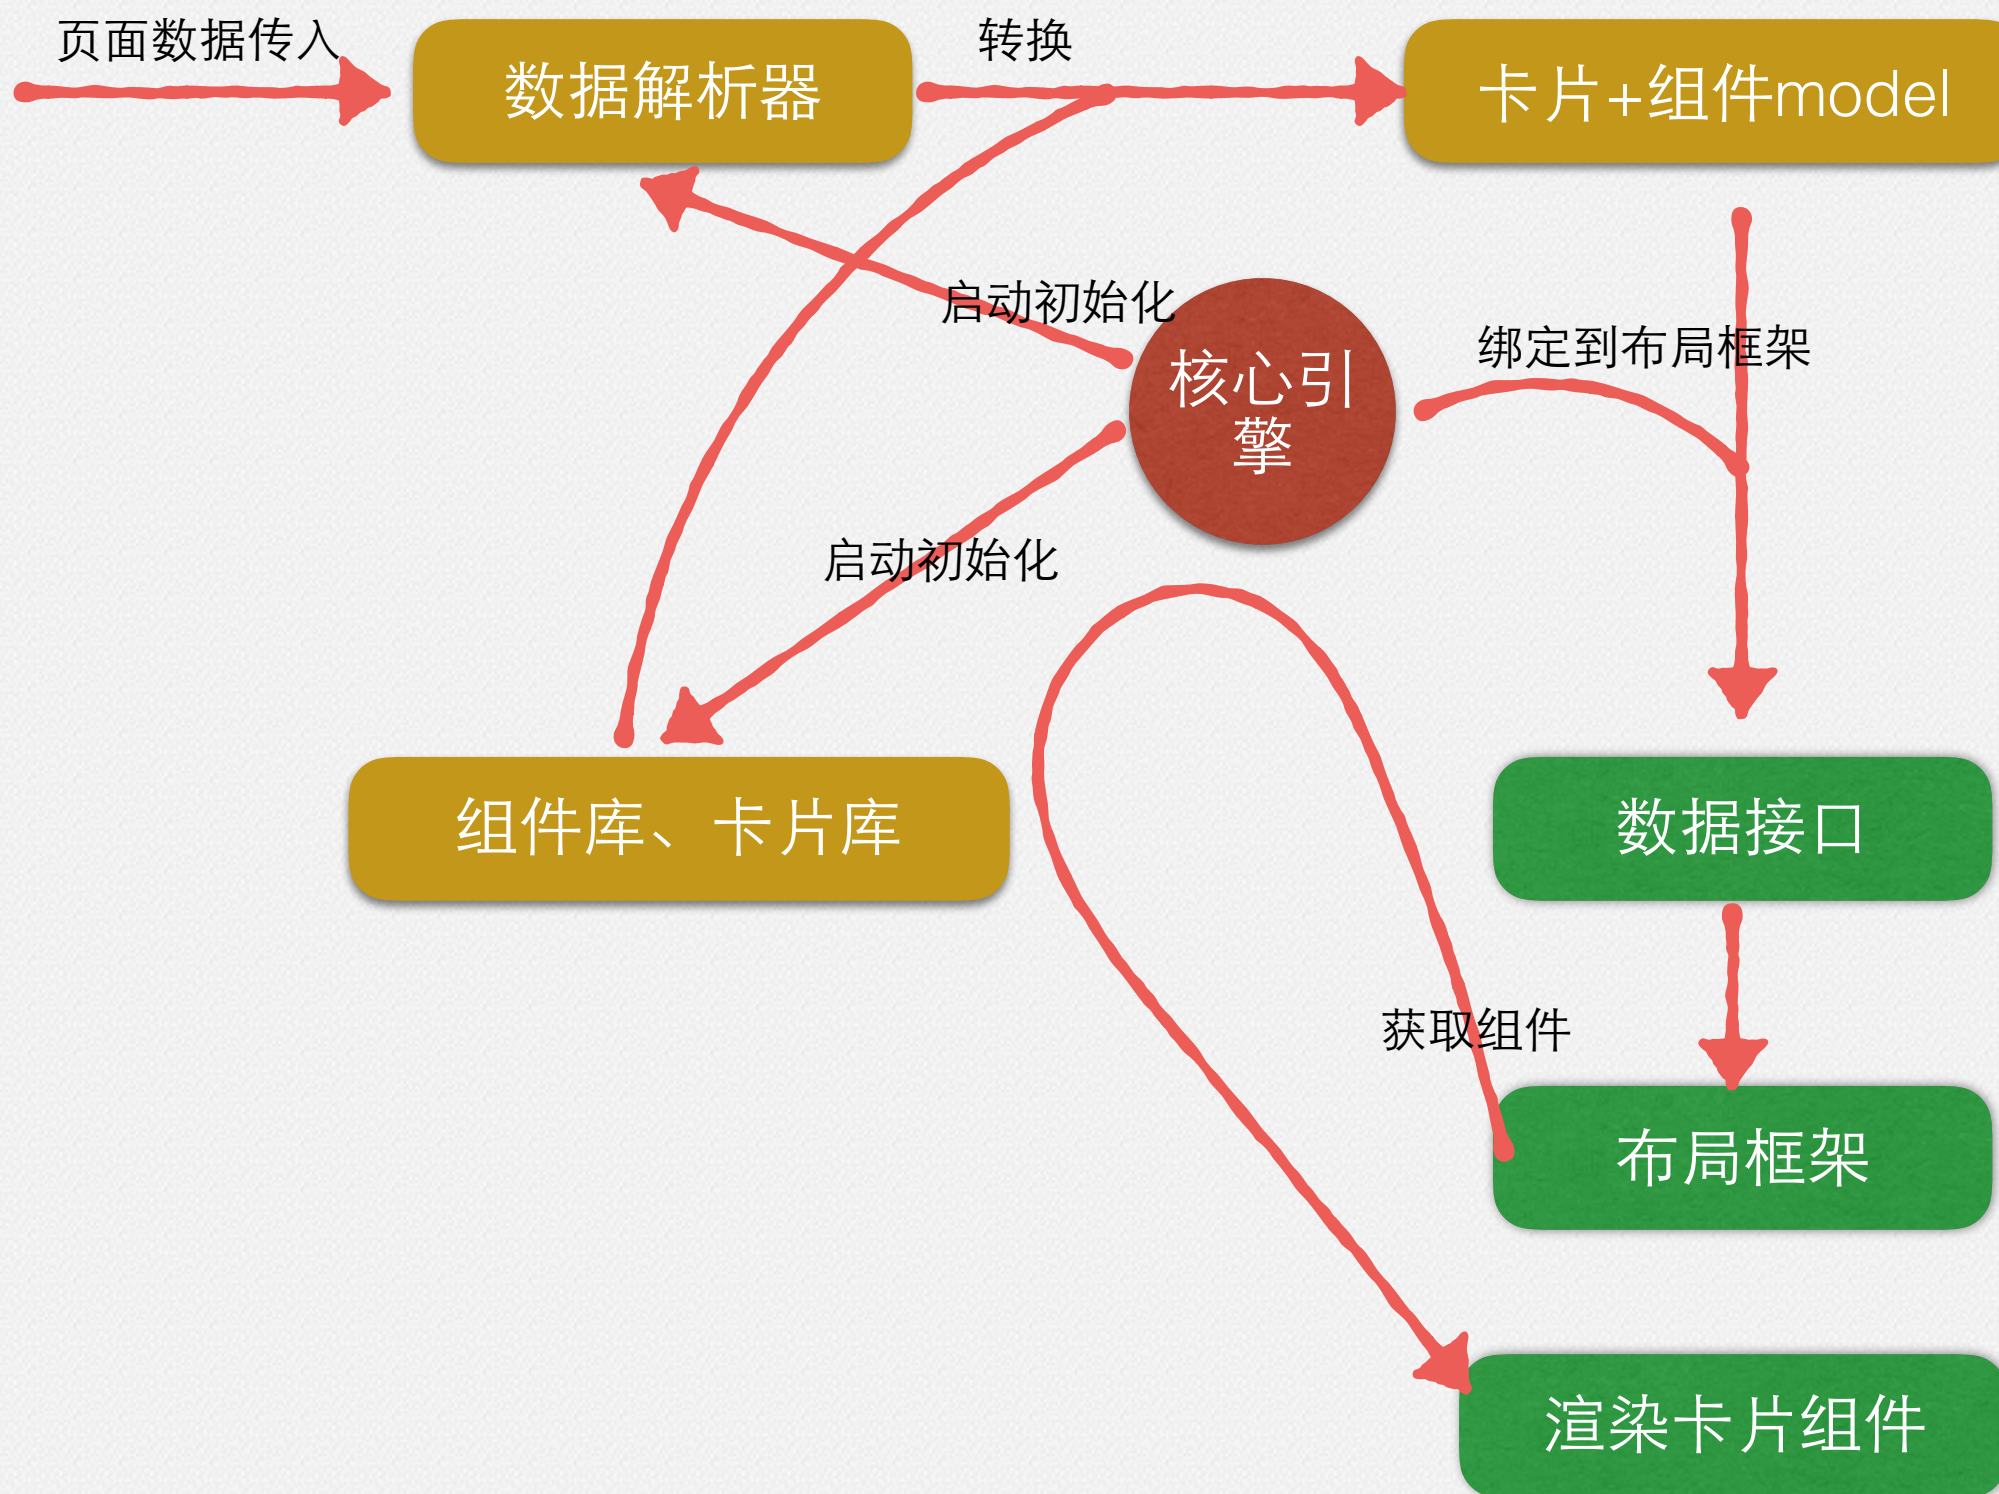 页面数据传入
数据解析器
转换
卡片+组件model
启动初始化
核心引
擎
绑定到布局框架
启动初始化
组件库、卡片库
数据接口
获取组件
布局框架
渲染卡片组件